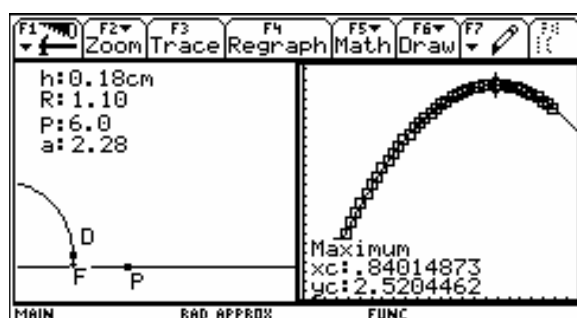 F1 F2 F3 F4 F5 F6 F7
Zoom Trace Regraph Math Draw
h:0.18cm
R:1.10
P:6.0
a:2.28
D
F P
Maximum
xc:.84014873
yc:2.5204462
MAIN RAD APPROX FUNC